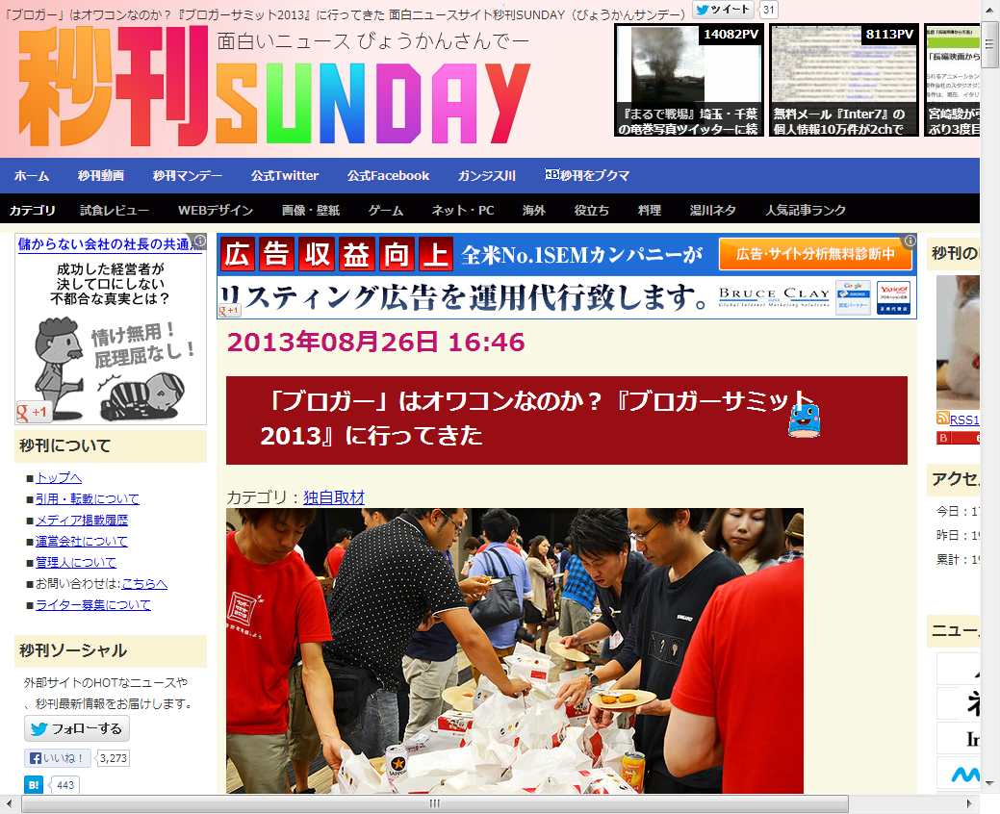 「ブロガー」はオワコンなのか？『ブロガーサミット2013』に行ってきた 面白ニュースサイト秒刊SUNDAY（びょうかんサンデー）
ツイート
31
面白いニュース びょうかんさんでー
秒刊SUNDAY
14082PV
『まるで戦場』埼玉・千葉
の竜巻写真ツイッターに続
8113PV
無料メール『Inter7』の
個人情報10万件が2chで
「長編映画から
宮崎駿が
ぶり3度目
ホーム 秒刊動画 秒刊マンデー 公式Twitter 公式Facebook ガンジス川 秒刊をブクマ
カテゴリ 試食レビュー WEBデザイン 画像・壁紙 ゲーム ネット・PC 海外 役立ち 料理 湯川ネタ 人気記事ランク
儲からない会社の社長の共通
成功した経営者が
決して口にしない
不都合な真実とは？
情け無用！
屁理屈なし！
+1
広告収益向上 全米No.1SEMカンパニーが
広告・サイト分析無料診断中
リスティング広告を運用代行致します。
BRUCE CLAY
JAPAN
Global Internet Marketing Solutions
Google
YAHOO!
+1
2013年08月26日 16:46
「ブロガー」はオワコンなのか？『ブロガーサミット
2013』に行ってきた
カテゴリ：独自取材
SAPPORO
秒刊について
■トップへ
■引用・転載について
■メディア掲載履歴
■運営会社について
■管理人について
■お問い合わせは:こちらへ
■ライター募集について
秒刊ソーシャル
外部サイトのHOTなニュースや
、秒刊最新情報をお届けします。
フォローする
いいね！
3,273
B!
443
秒刊の
RSS1
B
アクセ
今日：1
昨日：19
累計：19
ニュー